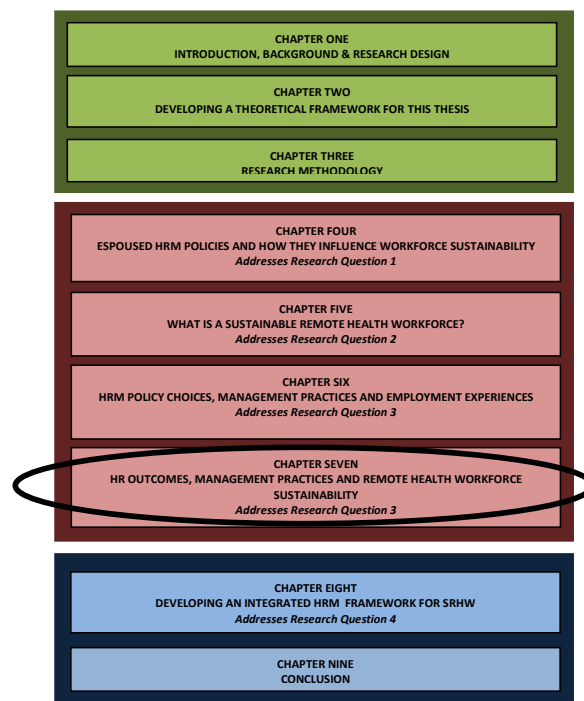 CHAPTER ONE
INTRODUCTION, BACKGROUND & RESEARCH DESIGN
CHAPTER TWO
DEVELOPING A THEORETICAL FRAMEWORK FOR THIS THESIS
CHAPTER THREE
RESEARCH METHODOLOGY
CHAPTER FOUR
ESPOUSED HRM POLICIES AND HOW THEY INFLUENCE WORKFORCE SUSTAINABILITY
Addresses Research Question 1
CHAPTER FIVE
WHAT IS A SUSTAINABLE REMOTE HEALTH WORKFORCE?
Addresses Research Question 2
CHAPTER SIX
HRM POLICY CHOICES, MANAGEMENT PRACTICES AND EMPLOYMENT EXPERIENCES
Addresses Research Question 3
CHAPTER SEVEN
HR OUTCOMES, MANAGEMENT PRACTICES AND REMOTE HEALTH WORKFORCE
SUSTAINABILITY
Addresses Research Question 3
CHAPTER EIGHT
DEVELOPING AN INTEGRATED HRM FRAMEWORK FOR SRHW
Addresses Research Question 4
CHAPTER NINE
CONCLUSION